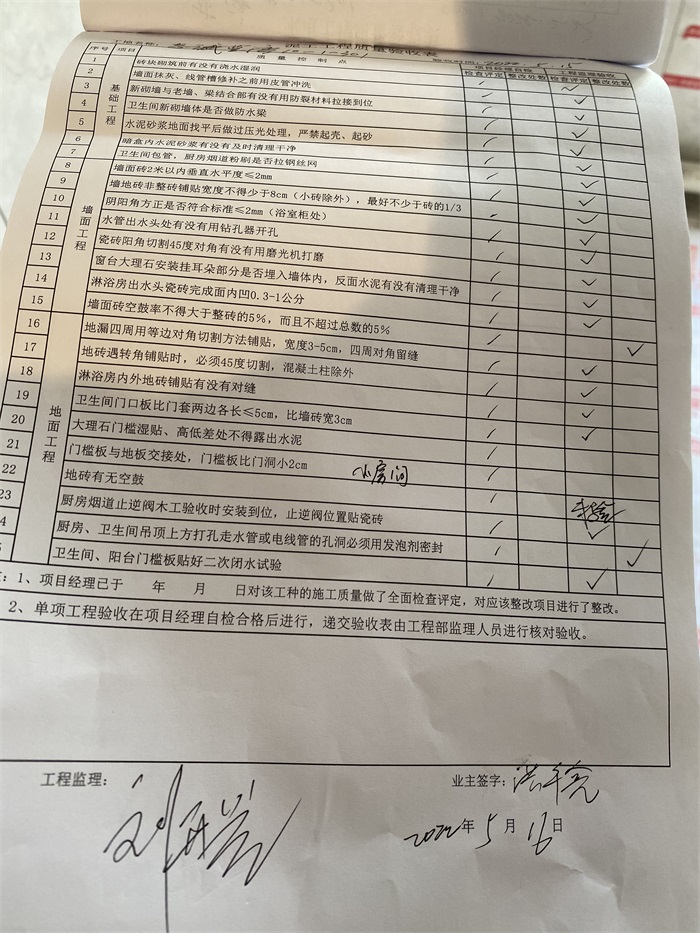 泥工工程质量验收表
工地名称: 12-1-201 验收时间: 2022.5.15
序号 项目 质量控制点 项目经理自检 工程监理验收
检查评定 整改处数 检查评定 整改处数
1 砖块砌筑前有没有浇水湿润
2 墙面抹灰、线管槽修补之前用皮管冲洗
3 新砌墙与老墙、梁结合部有没有用防裂材料拉接到位
4 卫生间新砌墙体是否做防水梁
5 水泥砂浆地面找平后做过压光处理,严禁起壳、起砂
6 暗盒内水泥砂浆有没有及时清理干净
基础工程
7 卫生间包管,厨房烟道粉刷是否拉钢丝网
8 墙面砖2米以内垂直水平度≤2mm
9 墙地砖非整砖铺贴宽度不得少于8cm(小砖除外),最好不少于砖的1/3
10 阴阳角方正是否符合标准≤2mm(浴室柜处)
11 水管出水头处有没有用钻孔器开孔
12 瓷砖阳角切割45度对角有没有用磨光机打磨
13 窗台大理石安装挂耳朵部分是否埋入墙体内,反面水泥有没有清理干净
14 淋浴房出水头瓷砖完成面内凹0.3-1公分
15 墙面砖空鼓率不得大于整砖的5%,而且不超过总数的5%
墙面工程
16 地漏四周用等边对角切割方法铺贴,宽度3-5cm,四周对角留缝
17 地砖遇转角铺贴时,必须45度切割,混凝土柱除外
18 淋浴房内外地砖铺贴有没有对缝
19 卫生间门口板比门套两边各长≤5cm,比墙砖宽3cm
20 大理石门槛湿贴、高低差处不得露出水泥
21 门槛板与地板交接处,门槛板比门洞小2cm
22 地砖有无空鼓 小房间
23 厨房烟道止逆阀木工验收时安装到位,止逆阀位置贴瓷砖
4 厨房、卫生间吊顶上方打孔走水管或电线管的孔洞必须用发泡剂密封
卫生间、阳台门槛板贴好二次闭水试验
地面工程
:1、项目经理已于 年 月 日对该工种的施工质量做了全面检查评定,对应该整改项目进行了整改。
2、单项工程验收在项目经理自检合格后进行,递交验收表由工程部监理人员进行核对验收。
工程监理: 业主签字:
2022年5月16日